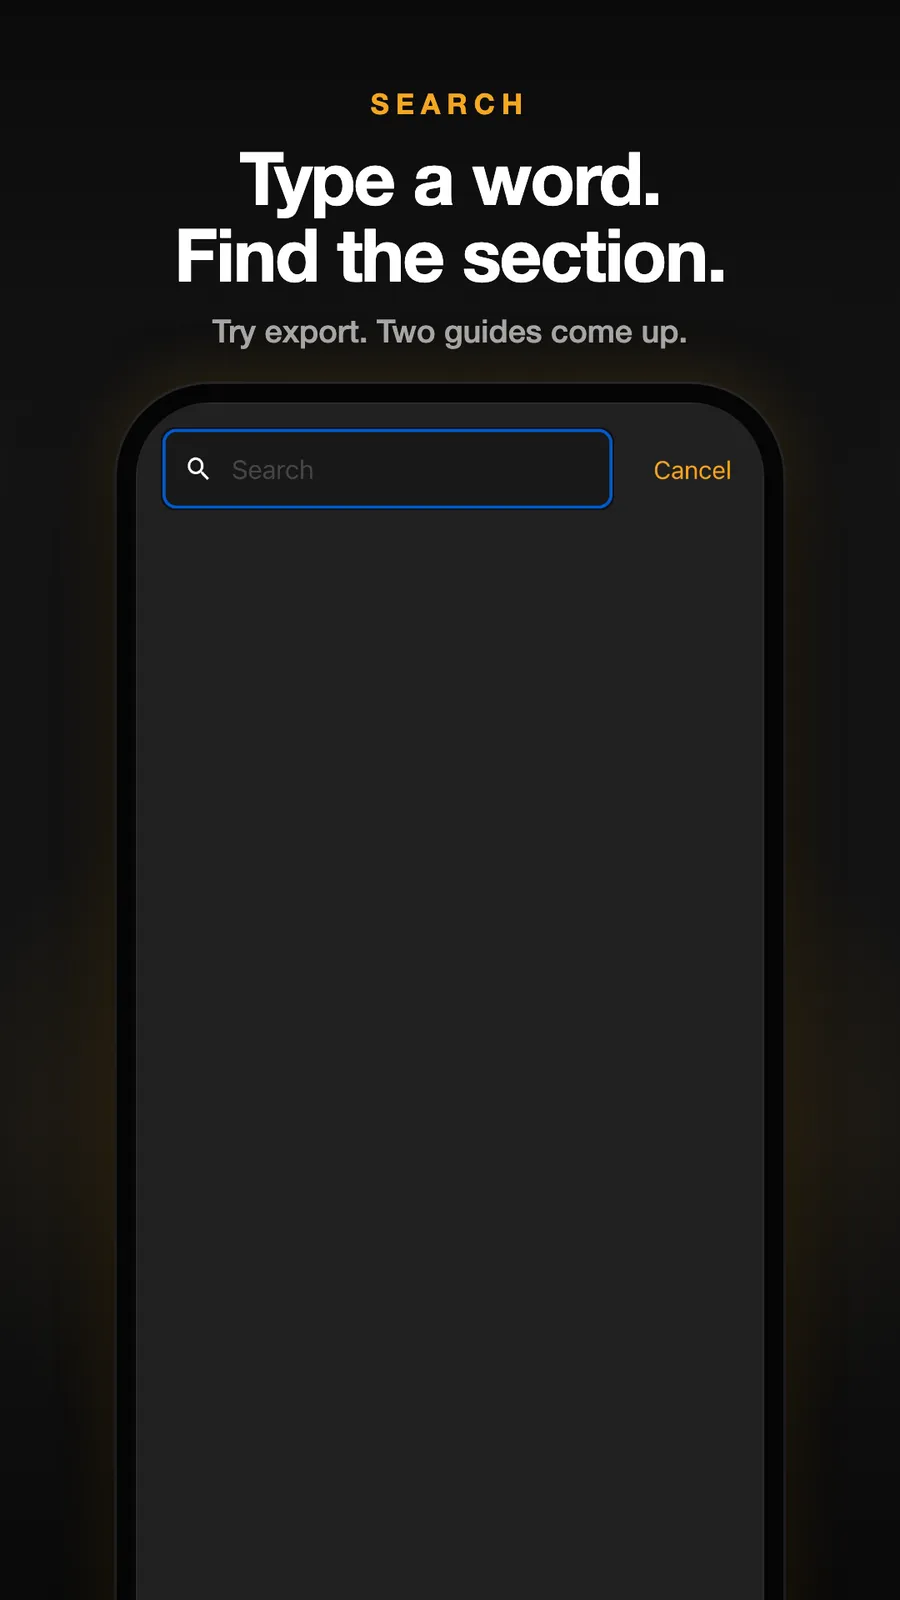 SEARCH
Type a word.
Find the section.
Try export. Two guides come up.
Search
Cancel